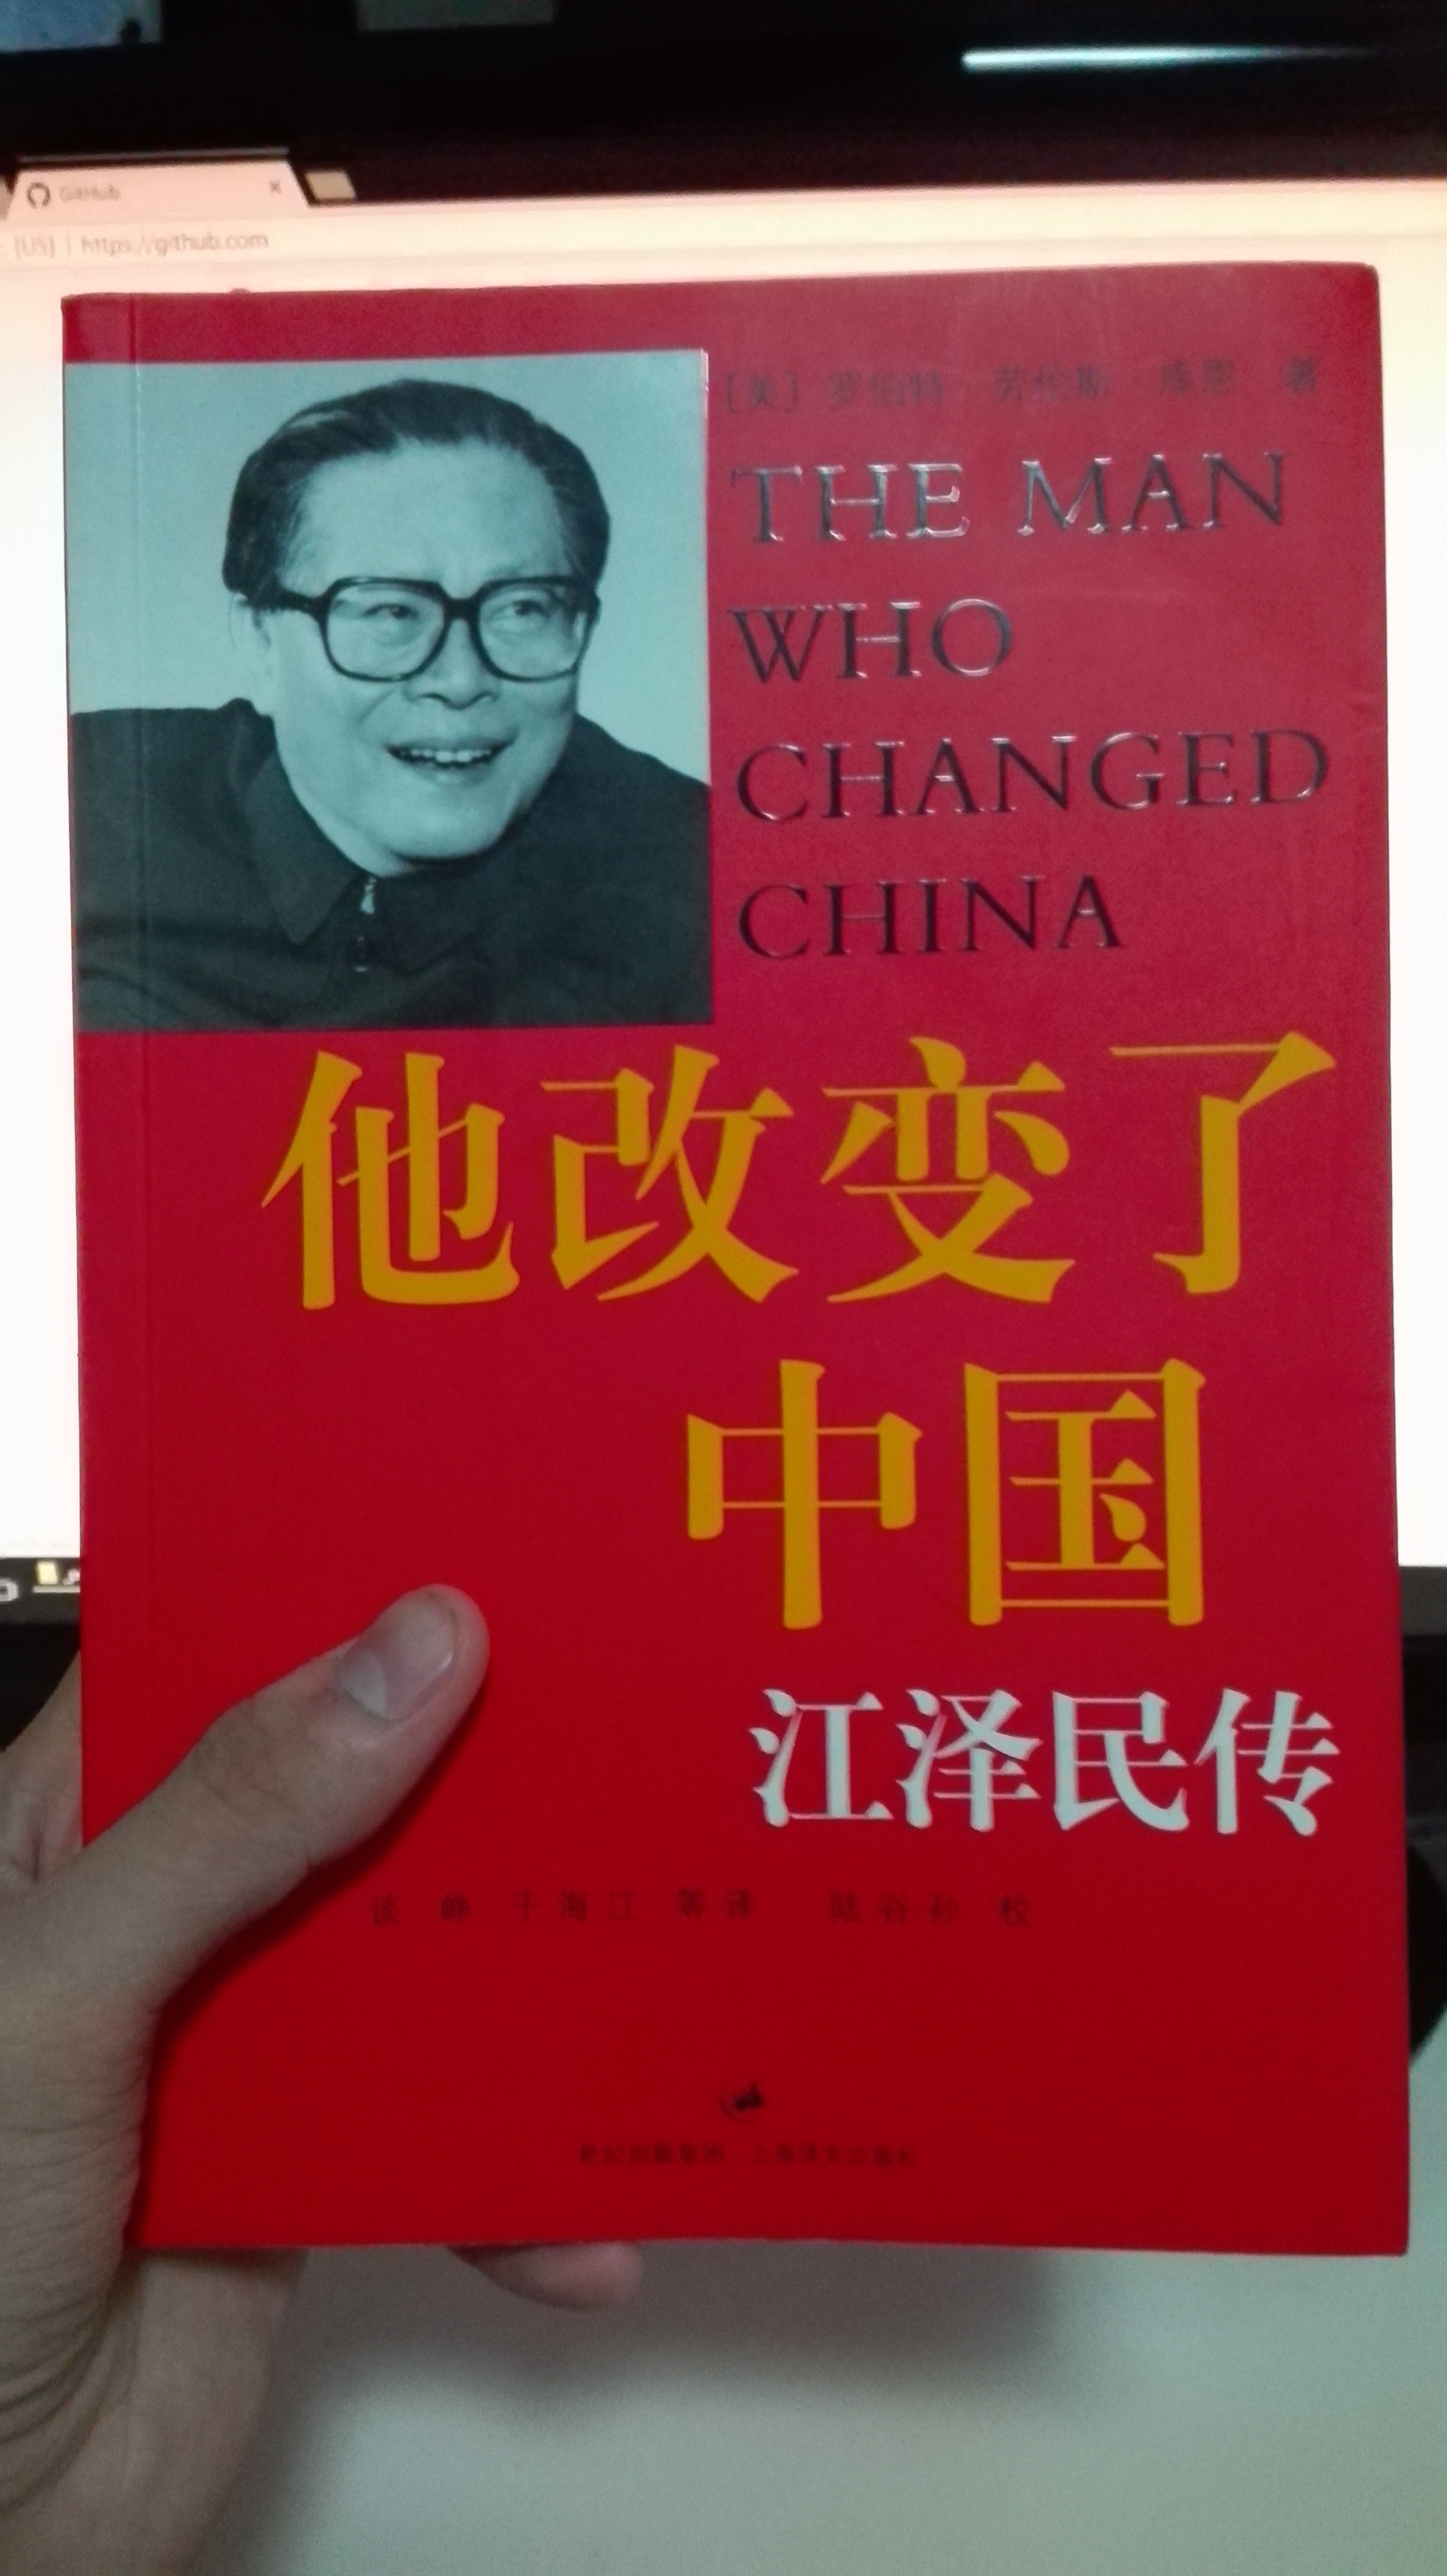 GitHub
[US] | https://github.com
[美] 罗伯特 劳伦斯 库恩 著
THE MAN
WHO
CHANGED
CHINA
他改变了
中国
江泽民传
谈 峥 于海江 等译 陆谷孙 校
世纪出版集团 上海译文出版社